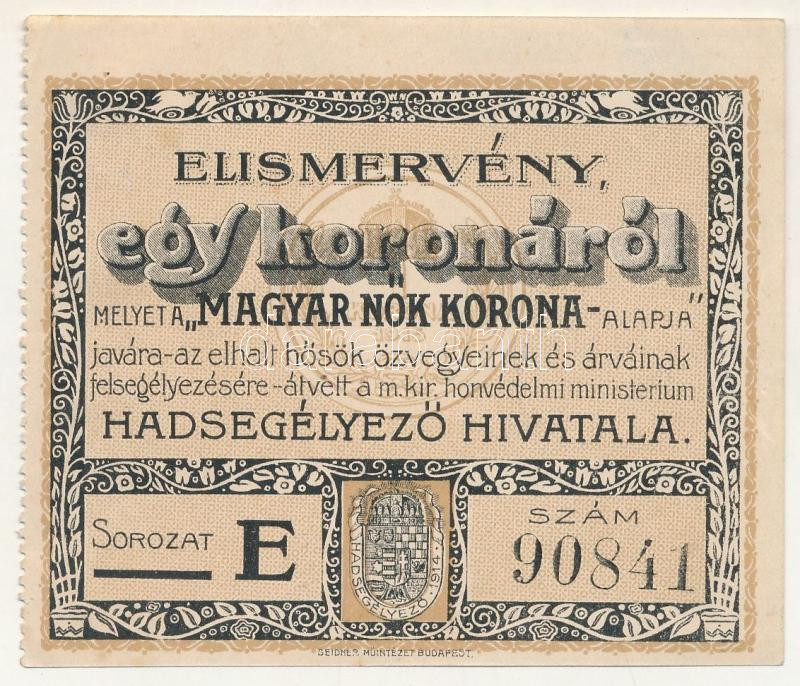 ELISMERVÉNY,
egy koronáról
MELYET A „MAGYAR NŐK KORONA-ALAPJA"
javára-az elhalt hősök özvegyeinek és árváinak
felsegélyezésére-átvett a m.kir. honvédelmi ministerium
HADSEGÉLYEZŐ HIVATALA.
SOROZAT E
HADSEGÉLYEZŐ 1914
SZÁM
90841
SEIDNER MŰINTÉZET BUDAPEST.
darabanth